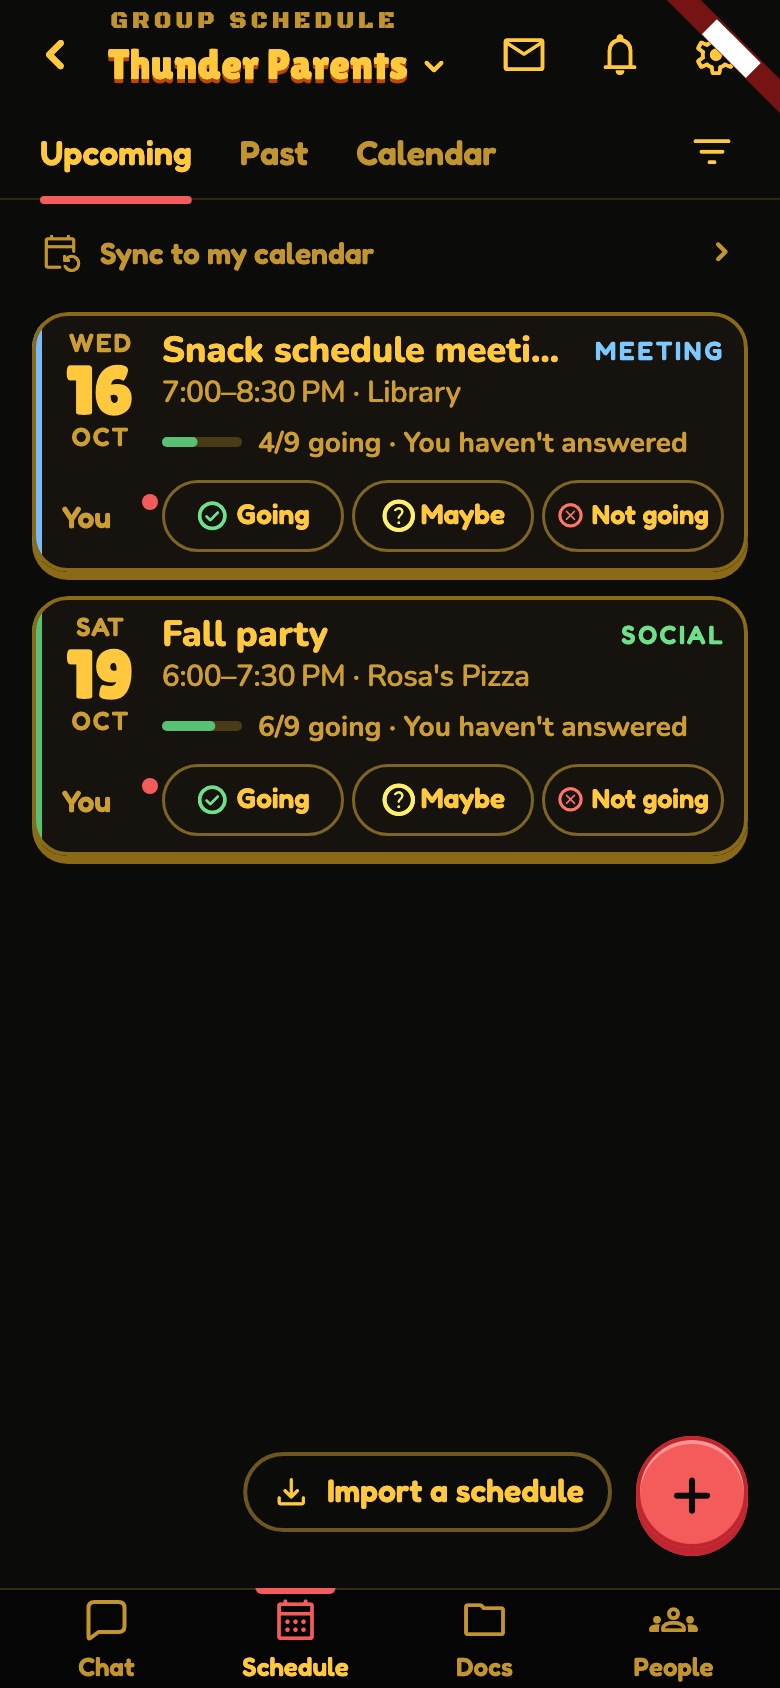 GROUP SCHEDULE
Thunder Parents
Upcoming Past Calendar
Sync to my calendar
WED
16
OCT
Snack schedule meeti... MEETING
7:00–8:30 PM · Library
4/9 going · You haven't answered
You Going Maybe Not going
SAT
19
OCT
Fall party SOCIAL
6:00–7:30 PM · Rosa's Pizza
6/9 going · You haven't answered
You Going Maybe Not going
Import a schedule
Chat Schedule Docs People